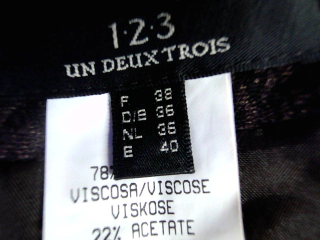 1·2·3
UN DEUX TROIS
F 38
D/B 36
NL 36
E 40
78%
VISCOSA/VISCOSE
VISKOSE
22% ACETATE